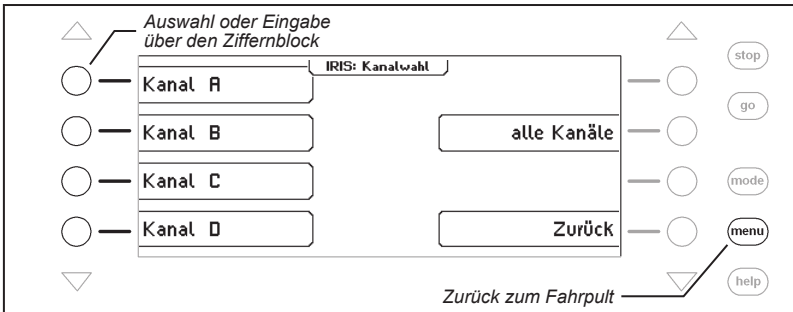 Auswahl oder Eingabe
über den Ziffernblock
IRIS: Kanalwahl
Kanal A
Kanal B
alle Kanäle
Kanal C
Kanal D
Zurück
stop
go
mode
menu
help
Zurück zum Fahrpult